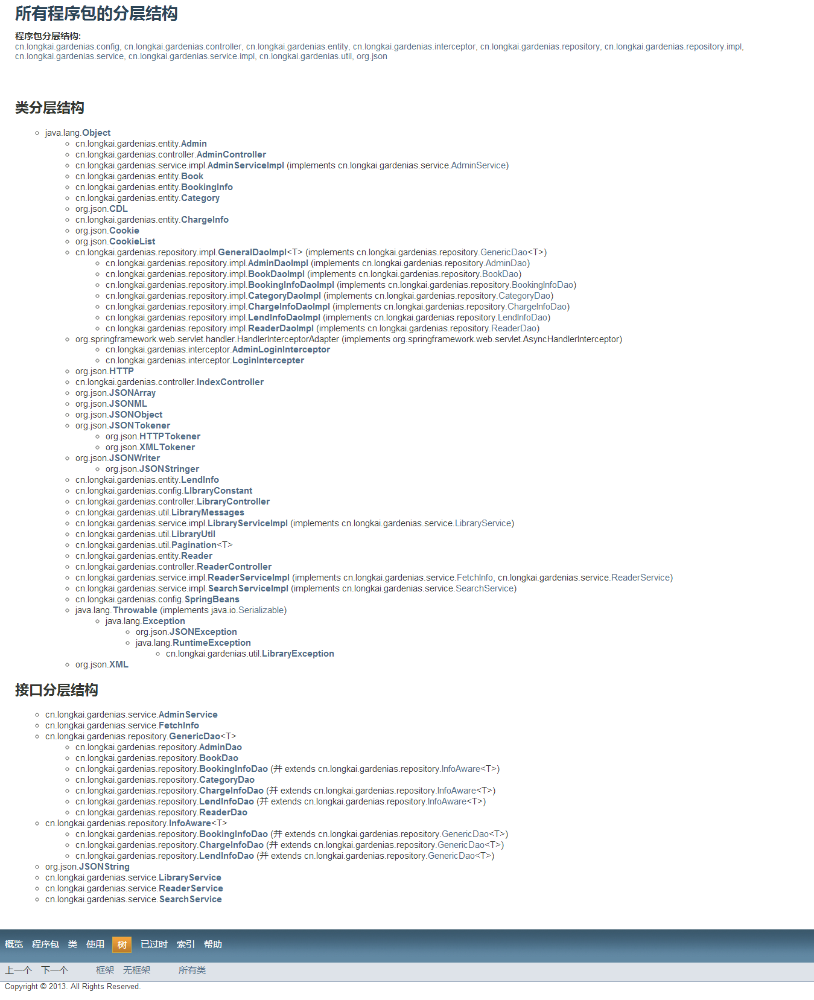 所有程序包的分层结构
程序包分层结构:
cn.longkai.gardenias.config, cn.longkai.gardenias.controller, cn.longkai.gardenias.entity, cn.longkai.gardenias.interceptor, cn.longkai.gardenias.repository, cn.longkai.gardenias.repository.impl,
cn.longkai.gardenias.service, cn.longkai.gardenias.service.impl, cn.longkai.gardenias.util, org.json
类分层结构
java.lang.Object
cn.longkai.gardenias.entity.Admin
cn.longkai.gardenias.controller.AdminController
cn.longkai.gardenias.service.impl.AdminServiceImpl (implements cn.longkai.gardenias.service.AdminService)
cn.longkai.gardenias.entity.Book
cn.longkai.gardenias.entity.BookingInfo
cn.longkai.gardenias.entity.Category
org.json.CDL
cn.longkai.gardenias.entity.ChargeInfo
org.json.Cookie
org.json.CookieList
cn.longkai.gardenias.repository.impl.GeneralDaoImpl<T> (implements cn.longkai.gardenias.repository.GenericDao<T>)
cn.longkai.gardenias.repository.impl.AdminDaoImpl (implements cn.longkai.gardenias.repository.AdminDao)
cn.longkai.gardenias.repository.impl.BookDaoImpl (implements cn.longkai.gardenias.repository.BookDao)
cn.longkai.gardenias.repository.impl.BookingInfoDaoImpl (implements cn.longkai.gardenias.repository.BookingInfoDao)
cn.longkai.gardenias.repository.impl.CategoryDaoImpl (implements cn.longkai.gardenias.repository.CategoryDao)
cn.longkai.gardenias.repository.impl.ChargeInfoDaoImpl (implements cn.longkai.gardenias.repository.ChargeInfoDao)
cn.longkai.gardenias.repository.impl.LendInfoDaoImpl (implements cn.longkai.gardenias.repository.LendInfoDao)
cn.longkai.gardenias.repository.impl.ReaderDaoImpl (implements cn.longkai.gardenias.repository.ReaderDao)
org.springframework.web.servlet.handler.HandlerInterceptorAdapter (implements org.springframework.web.servlet.AsyncHandlerInterceptor)
cn.longkai.gardenias.interceptor.AdminLoginInterceptor
cn.longkai.gardenias.interceptor.LoginIntercepter
org.json.HTTP
cn.longkai.gardenias.controller.IndexController
org.json.JSONArray
org.json.JSONML
org.json.JSONObject
org.json.JSONTokener
org.json.HTTPTokener
org.json.XMLTokener
org.json.JSONWriter
org.json.JSONStringer
cn.longkai.gardenias.entity.LendInfo
cn.longkai.gardenias.config.LIbraryConstant
cn.longkai.gardenias.controller.LibraryController
cn.longkai.gardenias.util.LibraryMessages
cn.longkai.gardenias.service.impl.LibraryServiceImpl (implements cn.longkai.gardenias.service.LibraryService)
cn.longkai.gardenias.util.LibraryUtil
cn.longkai.gardenias.util.Pagination<T>
cn.longkai.gardenias.entity.Reader
cn.longkai.gardenias.controller.ReaderController
cn.longkai.gardenias.service.impl.ReaderServiceImpl (implements cn.longkai.gardenias.service.FetchInfo, cn.longkai.gardenias.service.ReaderService)
cn.longkai.gardenias.service.impl.SearchServiceImpl (implements cn.longkai.gardenias.service.SearchService)
cn.longkai.gardenias.config.SpringBeans
java.lang.Throwable (implements java.io.Serializable)
java.lang.Exception
org.json.JSONException
java.lang.RuntimeException
cn.longkai.gardenias.util.LibraryException
org.json.XML
接口分层结构
cn.longkai.gardenias.service.AdminService
cn.longkai.gardenias.service.FetchInfo
cn.longkai.gardenias.repository.GenericDao<T>
cn.longkai.gardenias.repository.AdminDao
cn.longkai.gardenias.repository.BookDao
cn.longkai.gardenias.repository.BookingInfoDao (并 extends cn.longkai.gardenias.repository.InfoAware<T>)
cn.longkai.gardenias.repository.CategoryDao
cn.longkai.gardenias.repository.ChargeInfoDao (并 extends cn.longkai.gardenias.repository.InfoAware<T>)
cn.longkai.gardenias.repository.LendInfoDao (并 extends cn.longkai.gardenias.repository.InfoAware<T>)
cn.longkai.gardenias.repository.ReaderDao
cn.longkai.gardenias.repository.InfoAware<T>
cn.longkai.gardenias.repository.BookingInfoDao (并 extends cn.longkai.gardenias.repository.GenericDao<T>)
cn.longkai.gardenias.repository.ChargeInfoDao (并 extends cn.longkai.gardenias.repository.GenericDao<T>)
cn.longkai.gardenias.repository.LendInfoDao (并 extends cn.longkai.gardenias.repository.GenericDao<T>)
org.json.JSONString
cn.longkai.gardenias.service.LibraryService
cn.longkai.gardenias.service.ReaderService
cn.longkai.gardenias.service.SearchService
概览 程序包 类 使用 树 已过时 索引 帮助
上一个 下一个 框架 无框架 所有类
Copyright © 2013. All Rights Reserved.